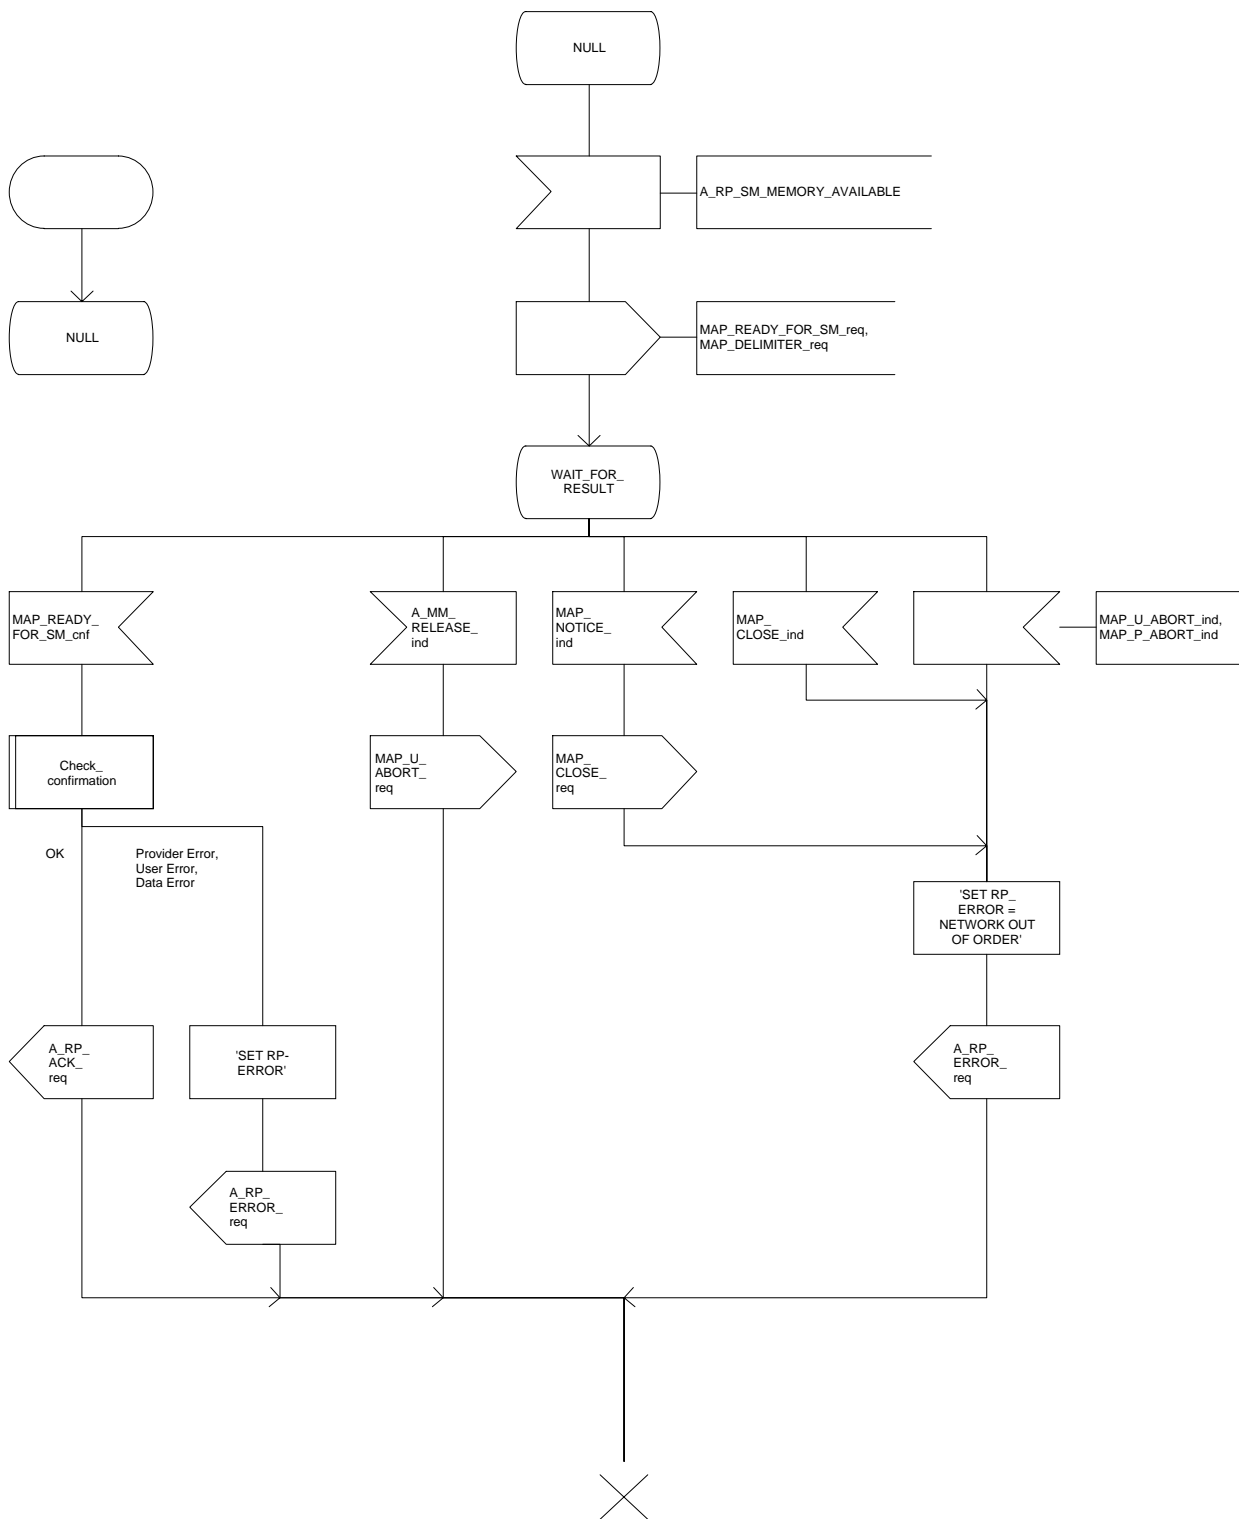 NULL
A_RP_SM_MEMORY_AVAILABLE
NULL
MAP_READY_FOR_SM_req,
MAP_DELIMITER_req
WAIT_FOR_
RESULT
MAP_READY_
FOR_SM_cnf
A_MM_
RELEASE_
ind
MAP_
NOTICE_
ind
MAP_
CLOSE_ind
MAP_U_ABORT_ind,
MAP_P_ABORT_ind
Check_
confirmation
MAP_U_
ABORT_
req
MAP_
CLOSE_
req
OK
Provider Error,
User Error,
Data Error
'SET RP_
ERROR =
NETWORK OUT
OF ORDER'
A_RP_
ACK_
req
'SET RP-
ERROR'
A_RP_
ERROR_
req
A_RP_
ERROR_
req